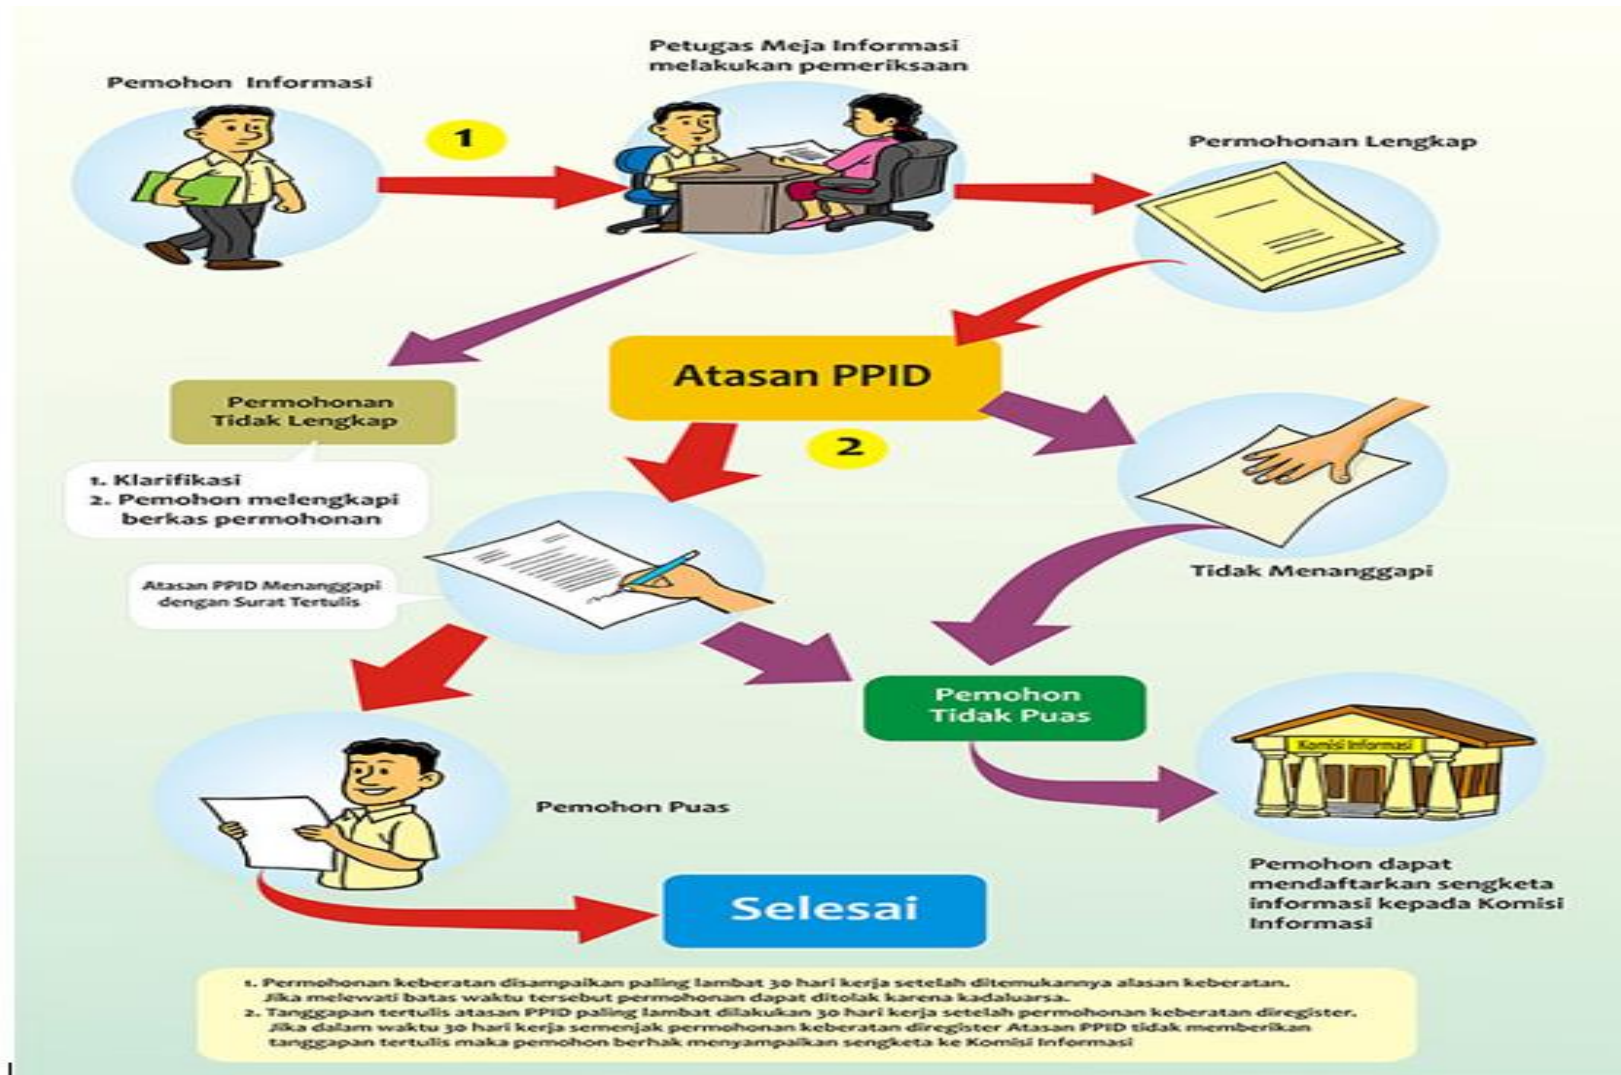 Petugas Meja Informasi
melakukan pemeriksaan
Pemohon Informasi
1
Permohonan Lengkap
Atasan PPID
Permohonan
Tidak Lengkap
2
1. Klarifikasi
2. Pemohon melengkapi
berkas permohonan
Tidak Menanggapi
Atasan PPID Menanggapi
dengan Surat Tertulis
Pemohon
Tidak Puas
Komisi Informasi
Pemohon Puas
Pemohon dapat
mendaftarkan sengketa
informasi kepada Komisi
Informasi
Selesai
1. Permohonan keberatan disampaikan paling lambat 30 hari kerja setelah ditemukannya alasan keberatan.
Jika melewati batas waktu tersebut permohonan dapat ditolak karena kadaluarsa.
2. Tanggapan tertulis atasan PPID paling lambat dilakukan 30 hari kerja setelah permohonan keberatan diregister.
Jika dalam waktu 30 hari kerja semenjak permohonan keberatan diregister Atasan PPID tidak memberikan
tanggapan tertulis maka pemohon berhak menyampaikan sengketa ke Komisi Informasi